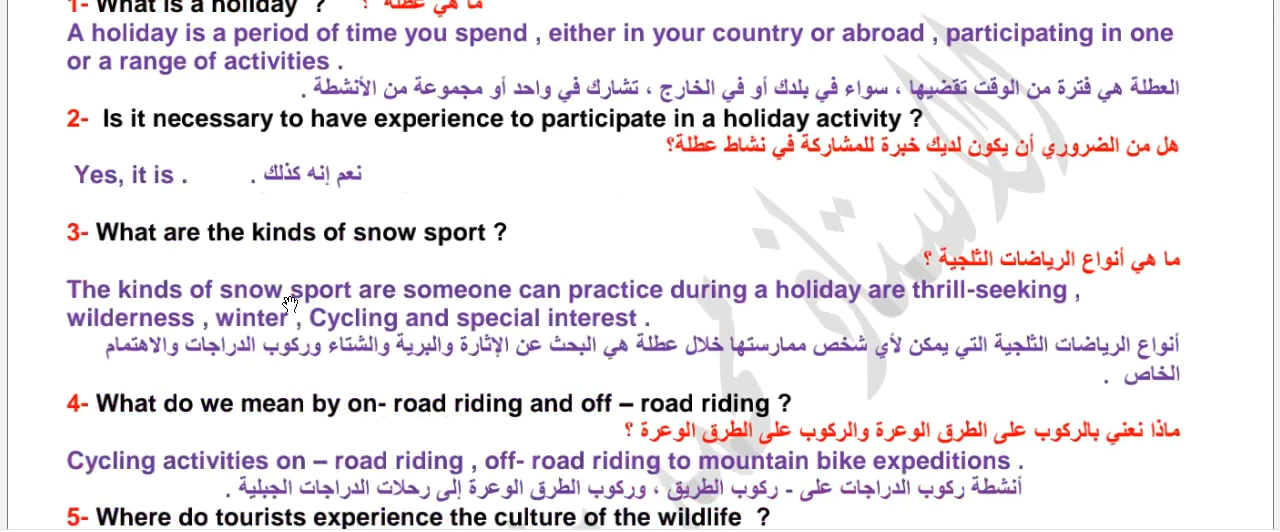 1- What is a holiday ? ما هي عطلة ؟
A holiday is a period of time you spend , either in your country or abroad , participating in one
or a range of activities .
العطلة هي فترة من الوقت تقضيها ، سواء في بلدك أو في الخارج ، تشارك في واحد أو مجموعة من الأنشطة .
2- Is it necessary to have experience to participate in a holiday activity ?
هل من الضروري أن يكون لديك خبرة للمشاركة في نشاط عطلة؟
Yes, it is . نعم إنه كذلك .
3- What are the kinds of snow sport ?
ما هي أنواع الرياضات الثلجية ؟
The kinds of snow sport are someone can practice during a holiday are thrill-seeking ,
wilderness , winter , Cycling and special interest .
أنواع الرياضات الثلجية التي يمكن لأي شخص ممارستها خلال عطلة هي البحث عن الإثارة والبرية والشتاء وركوب الدراجات والاهتمام
الخاص .
4- What do we mean by on- road riding and off – road riding ?
ماذا نعني بالركوب على الطرق الوعرة والركوب على الطرق الوعرة ؟
Cycling activities on – road riding , off- road riding to mountain bike expeditions .
أنشطة ركوب الدراجات على - ركوب الطريق ، وركوب الطرق الوعرة إلى رحلات الدراجات الجبلية .
5- Where do tourists experience the culture of the wildlife ?